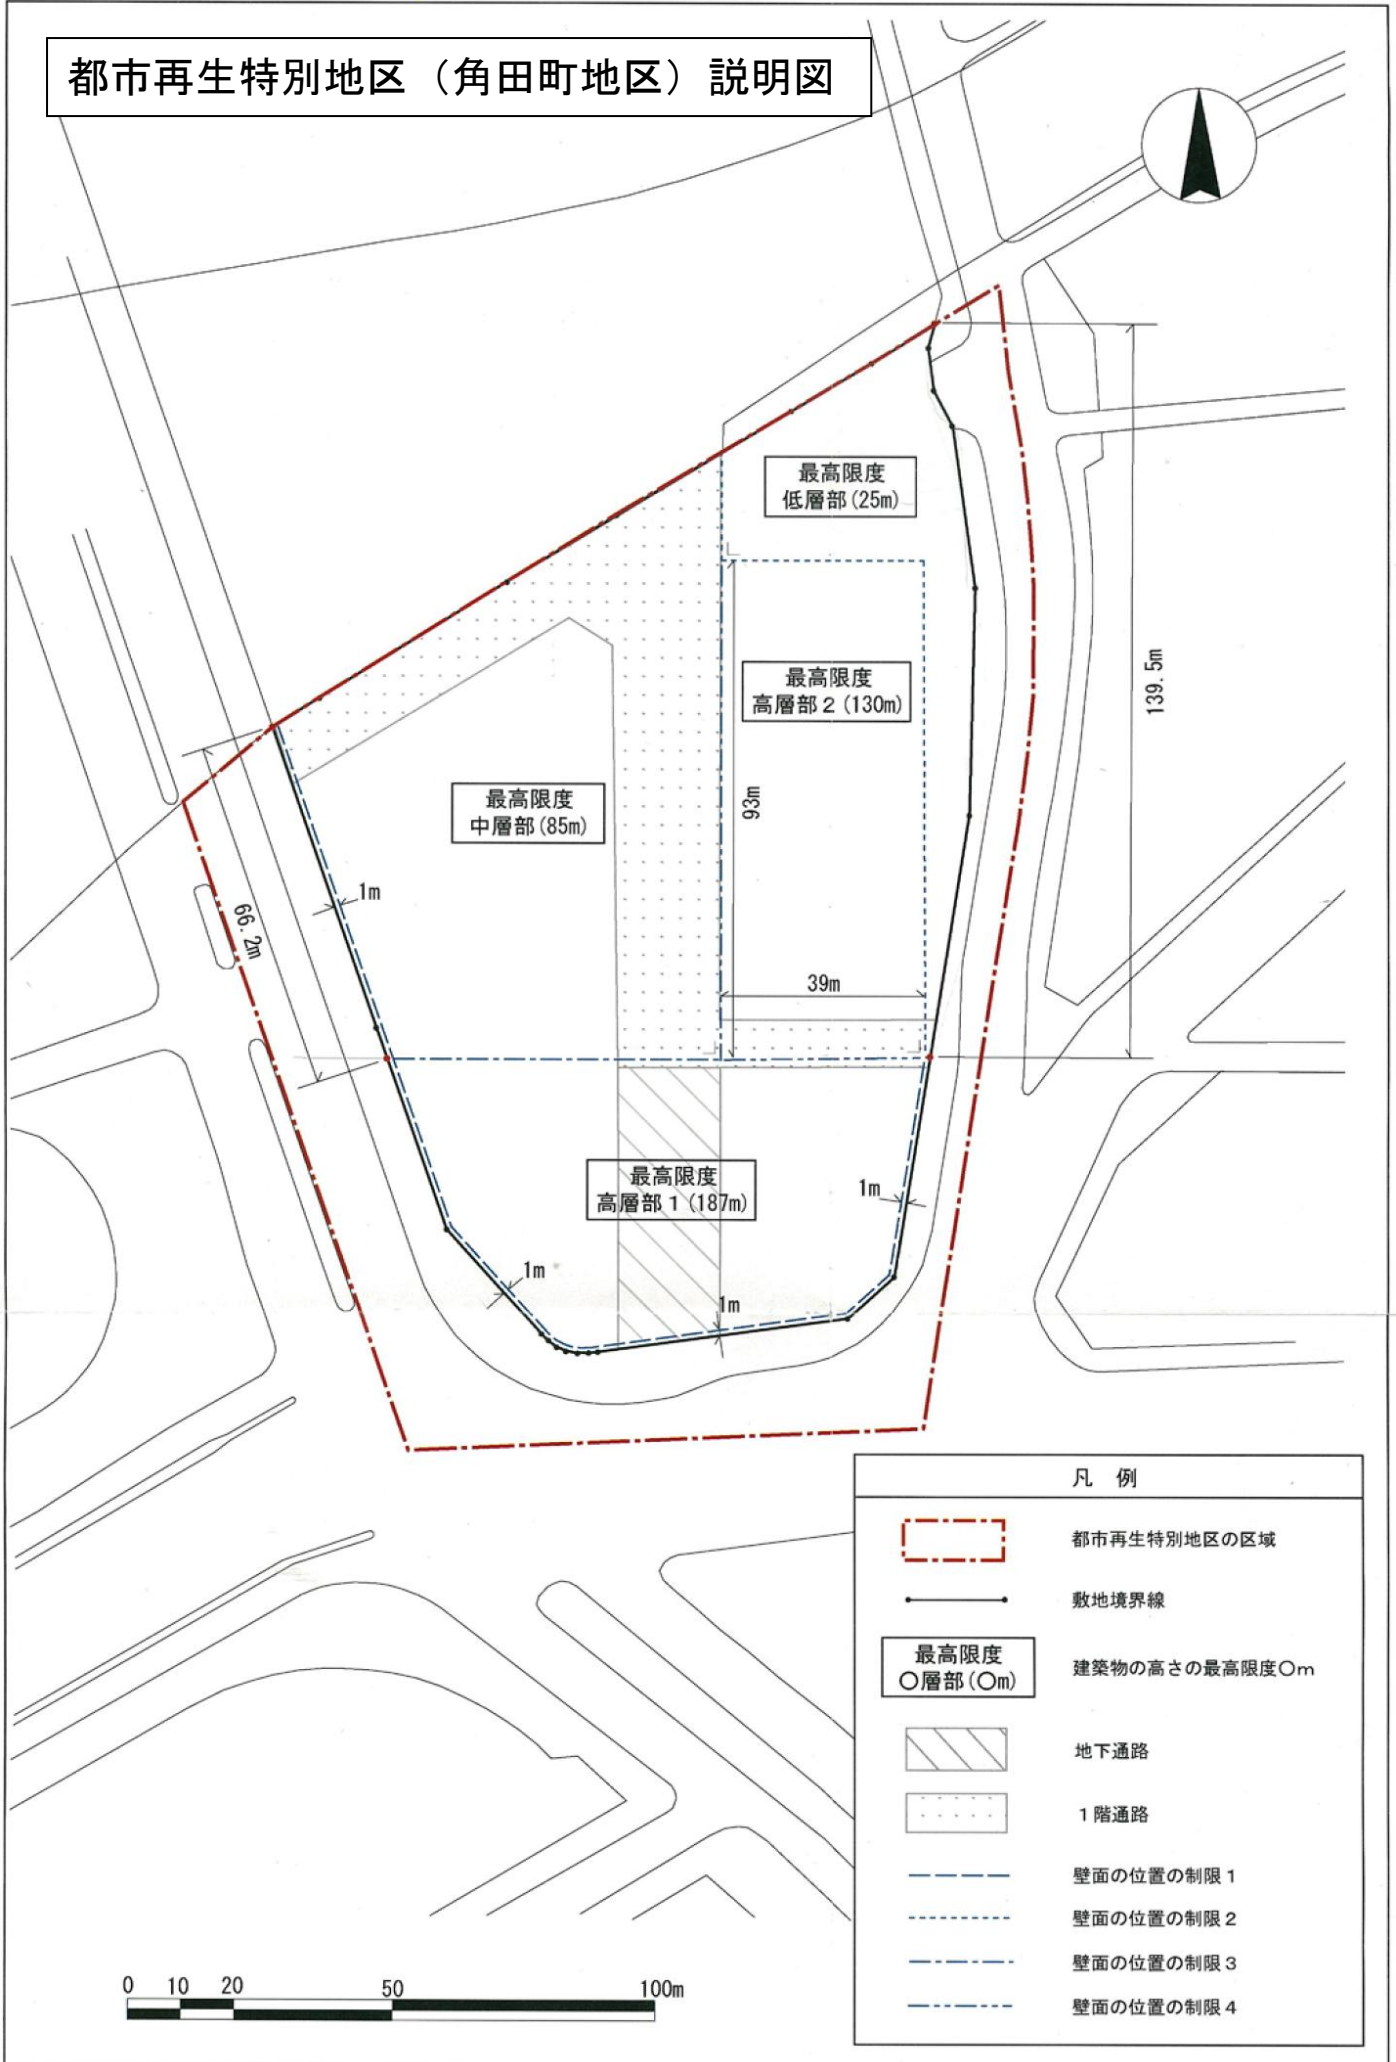 都市再生特別地区（角田町地区）説明図
最高限度
低層部(25m)
最高限度
高層部２(130m)
139.5m
最高限度
中層部(85m)
93m
1m
66.2m
39m
最高限度
高層部１(187m)
1m
1m
1m
凡 例
都市再生特別地区の区域
敷地境界線
最高限度
○層部(○m)
建築物の高さの最高限度○m
地下通路
１階通路
壁面の位置の制限１
壁面の位置の制限２
壁面の位置の制限３
壁面の位置の制限４
0 10 20 50 100m